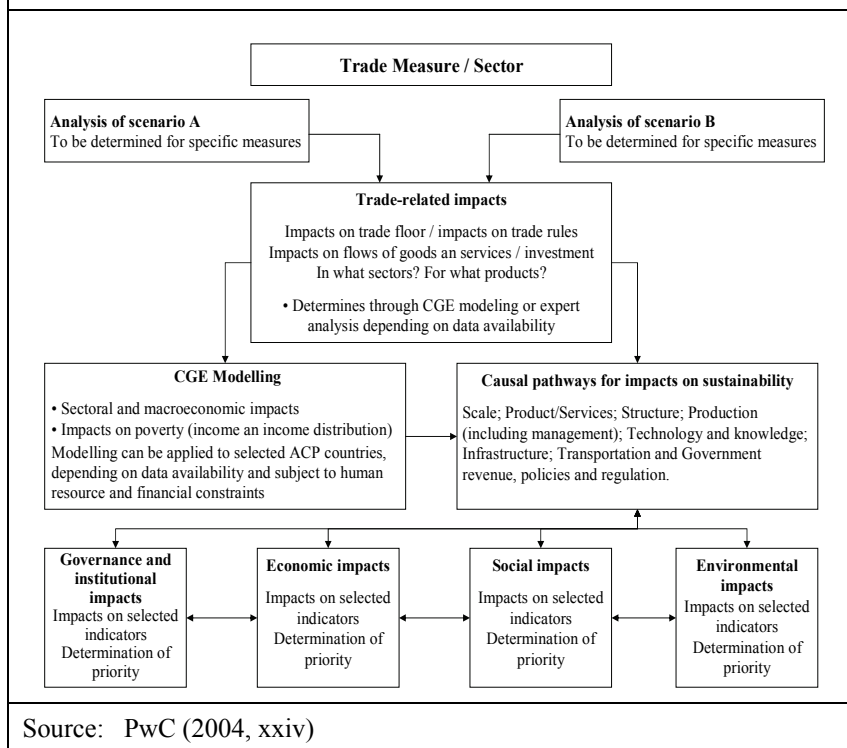 Trade Measure / Sector
Analysis of scenario A
To be determined for specific measures
Analysis of scenario B
To be determined for specific measures
Trade-related impacts
Impacts on trade floor / impacts on trade rules
Impacts on flows of goods an services / investment
In what sectors? For what products?
• Determines through CGE modeling or expert
analysis depending on data availability
CGE Modelling
• Sectoral and macroeconomic impacts
• Impacts on poverty (income an income distribution)
Modelling can be applied to selected ACP countries,
depending on data availability and subject to human
resource and financial constraints
Causal pathways for impacts on sustainability
Scale; Product/Services; Structure; Production
(including management); Technology and knowledge;
Infrastructure; Transportation and Government
revenue, policies and regulation.
Governance and
institutional
impacts
Impacts on selected
indicators
Determination of
priority
Economic impacts
Impacts on selected
indicators
Determination of
priority
Social impacts
Impacts on selected
indicators
Determination of
priority
Environmental
impacts
Impacts on selected
indicators
Determination of
priority
Source: PwC (2004, xxiv)